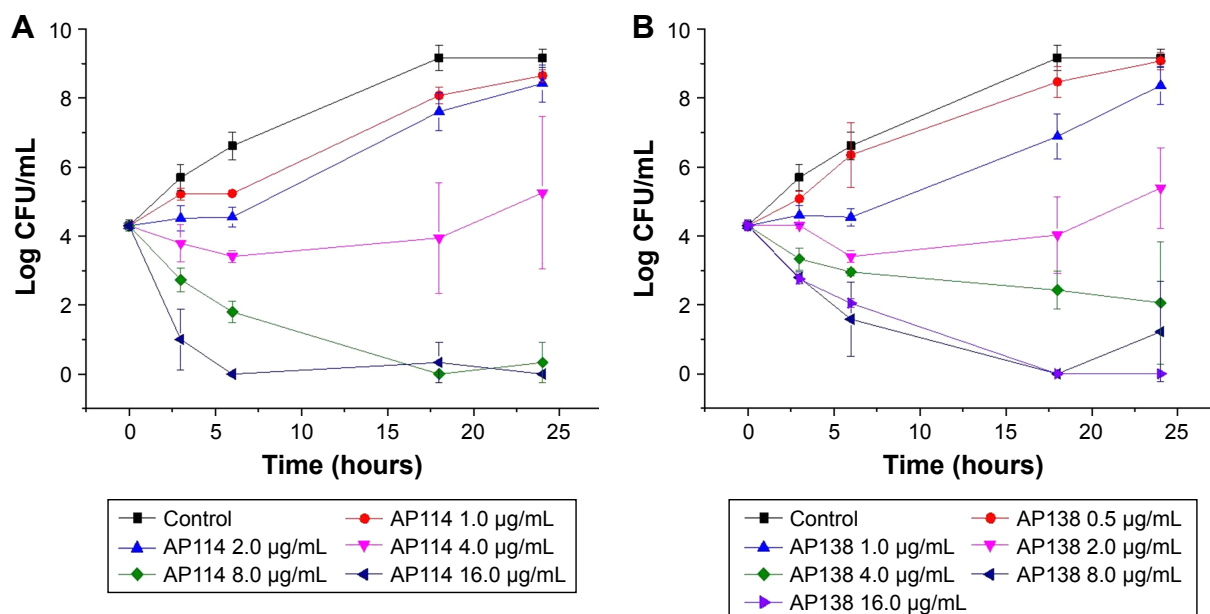 A
Log CFU/mL
10
8
6
4
2
0
0 5 10 15 20 25
Time (hours)
Control AP114 1.0 µg/mL
AP114 2.0 µg/mL AP114 4.0 µg/mL
AP114 8.0 µg/mL AP114 16.0 µg/mL
B
Log CFU/mL
10
8
6
4
2
0
0 5 10 15 20 25
Time (hours)
Control AP138 0.5 µg/mL
AP138 1.0 µg/mL AP138 2.0 µg/mL
AP138 4.0 µg/mL AP138 8.0 µg/mL
AP138 16.0 µg/mL